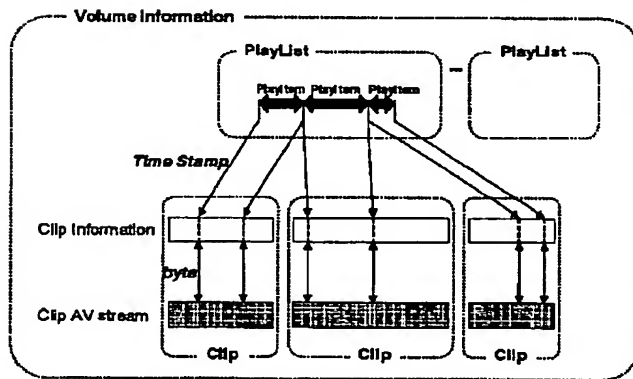 Volume Information
PlayList
PlayList
PlayItem PlayItem PlayItem
Time Stamp
Clip Information
byte
Clip AV stream
Clip
Clip
Clip